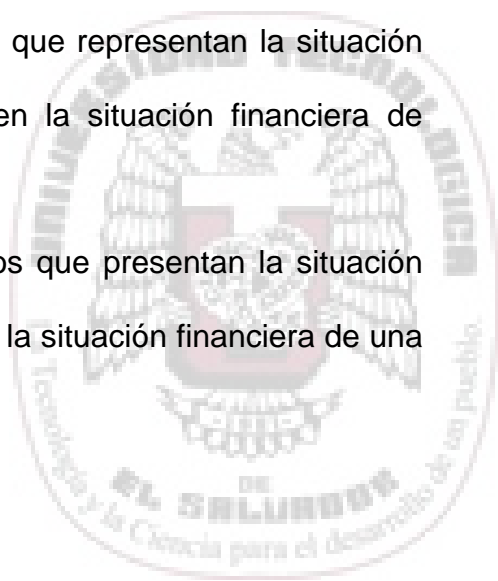 que representan la situación
en la situación financiera de
os que presentan la situación
la situación financiera de una
UNIVERSIDAD TECNOLOGICA
DE
EL SALVADOR
Tecnología y la Ciencia para el desarrollo de un pueblo.